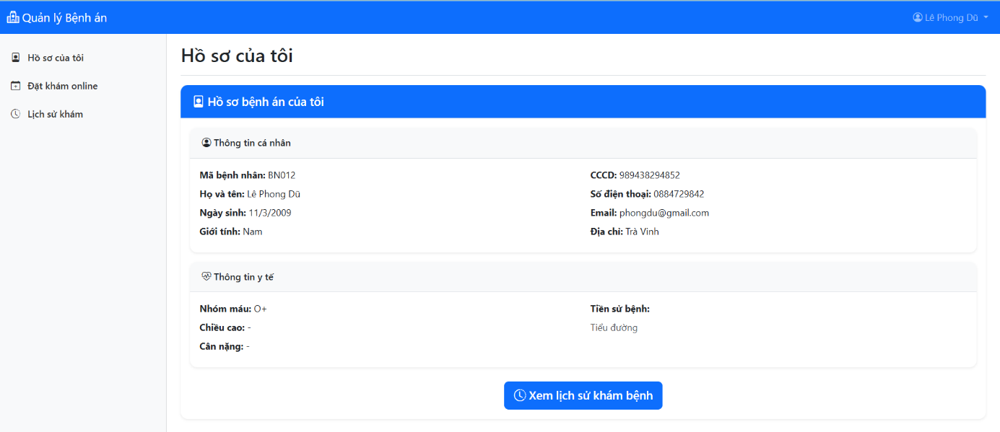 Quản lý Bệnh án
Lê Phong Dũ
Hồ sơ của tôi
Đặt khám online
Lịch sử khám
Hồ sơ của tôi
Hồ sơ bệnh án của tôi
Thông tin cá nhân
Mã bệnh nhân: BN012
Họ và tên: Lê Phong Dũ
Ngày sinh: 11/3/2009
Giới tính: Nam
CCCD: 989438294852
Số điện thoại: 0884729842
Email: phongdu@gmail.com
Địa chỉ: Trà Vinh
Thông tin y tế
Nhóm máu: O+
Chiều cao: -
Cân nặng: -
Tiền sử bệnh:
Tiểu đường
Xem lịch sử khám bệnh